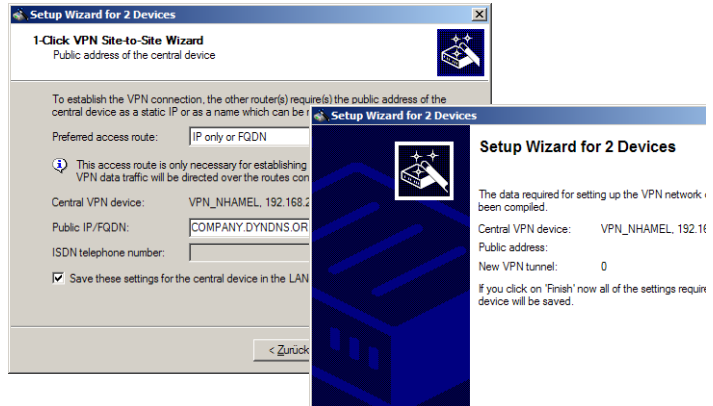 Setup Wizard for 2 Devices
1-Click VPN Site-to-Site Wizard
Public address of the central device
To establish the VPN connection, the other router(s) require(s) the public address of the
central device as a static IP or as a name which can be
Preferred access route: IP only or FQDN
This access route is only necessary for establishing
VPN data traffic will be directed over the routes con
Central VPN device: VPN_NHAMEL, 192.168.2
Public IP/FQDN: COMPANY.DYNDNS.OR
ISDN telephone number:
Save these settings for the central device in the LAN
< Zurück
Setup Wizard for 2 Devices
Setup Wizard for 2 Devices
The data required for setting up the VPN network
been compiled.
Central VPN device: VPN_NHAMEL, 192.16
Public address:
New VPN tunnel: 0
If you click on 'Finish' now all of the settings require
device will be saved.